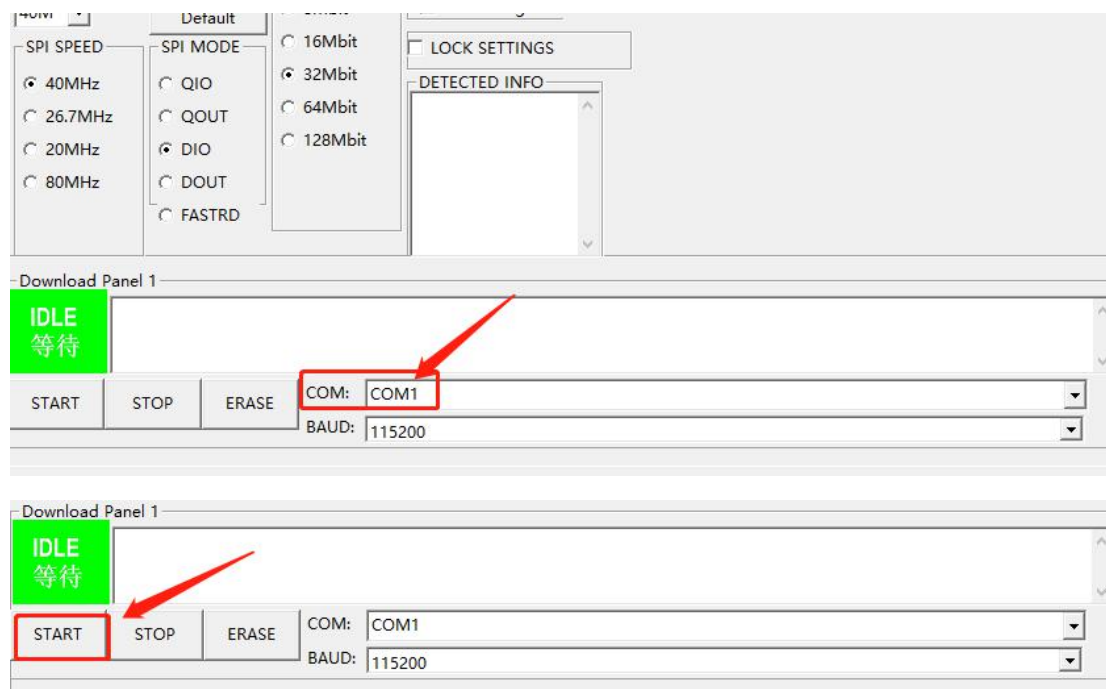 40M
Default
SPI SPEED
40MHz
26.7MHz
20MHz
80MHz
SPI MODE
QIO
QOUT
DIO
DOUT
FASTRD
16Mbit
32Mbit
64Mbit
128Mbit
LOCK SETTINGS
DETECTED INFO
Download Panel 1
IDLE
等待
START STOP ERASE
COM: COM1
BAUD: 115200
Download Panel 1
IDLE
等待
START STOP ERASE
COM: COM1
BAUD: 115200